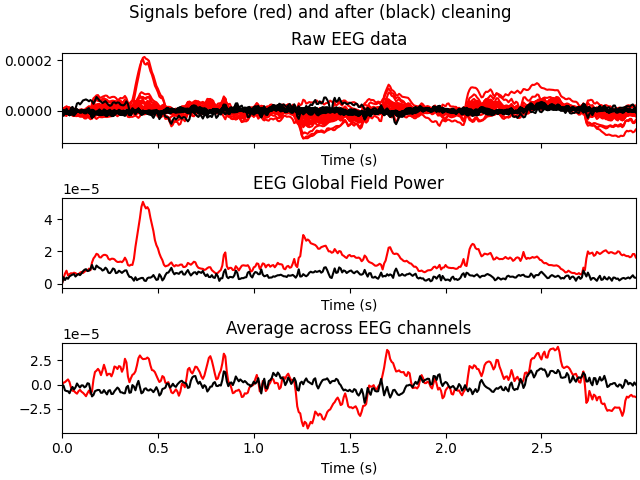 Signals before (red) and after (black) cleaning
Raw EEG data
0.0002
0.0000
Time (s)
EEG Global Field Power
1e−5
4
2
0
Time (s)
Average across EEG channels
1e−5
2.5
0.0
−2.5
0.0 0.5 1.0 1.5 2.0 2.5
Time (s)